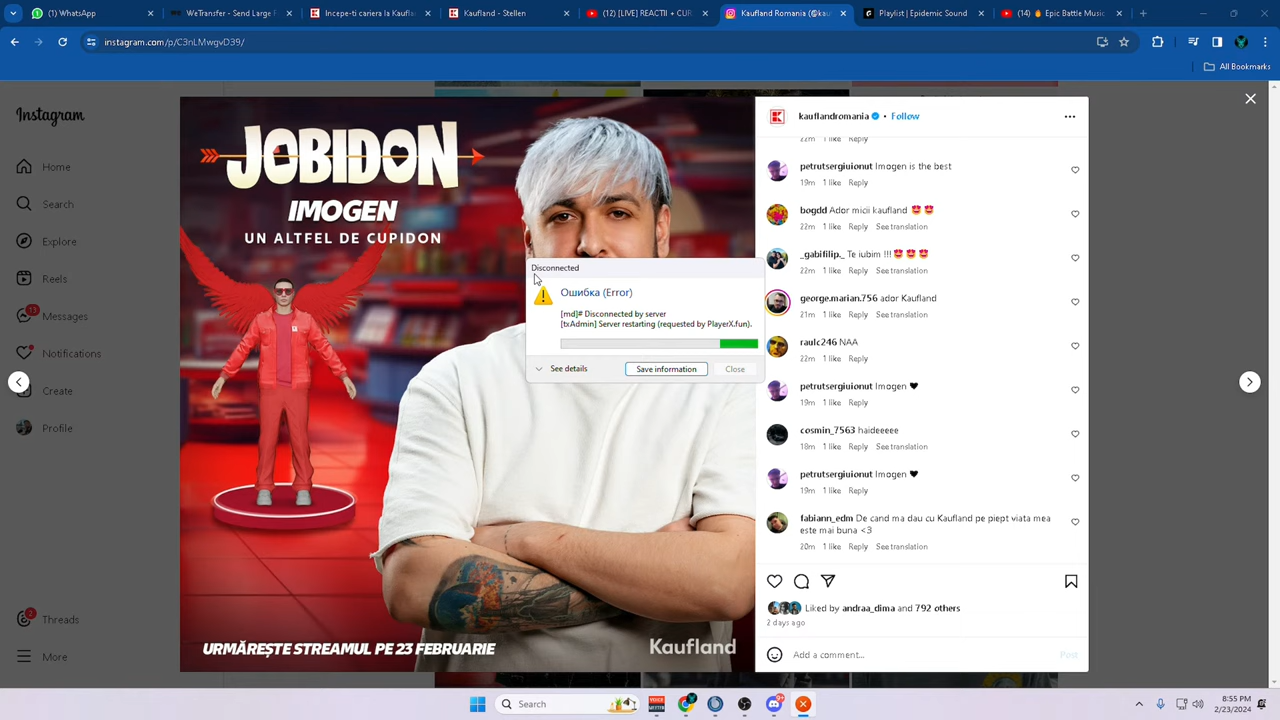 (1) WhatsApp
WeTransfer - Send Large F
Incepe-ti cariera la Kaufla
Kaufland - Stellen
(12) [LIVE] REACTII + CUR
Kaufland Romania (@kau
Playlist | Epidemic Sound
(14) 🔥 Epic Battle Music
instagram.com/p/C3nLMwgvD39/
All Bookmarks
Instagram
Home
Search
Explore
Reels
Messages
13
Notifications
Create
Profile
Threads
2
More
JOBIDON
IMOGEN
UN ALTFEL DE CUPIDON
URMĂREȘTE STREAMUL PE 23 FEBRUARIE
Kaufland
Disconnected
Ошибка (Error)
[md]# Disconnected by server
[txAdmin] Server restarting (requested by PlayerX.fun).
See details
Save information
Close
kauflandromania • Follow
22m 1 like Reply
petrutsergiuionut Imogen is the best
19m 1 like Reply
bogdd Ador micii kaufland 🤩 🤩
22m 1 like Reply See translation
_gabifilip._ Te iubim !!! 🤩 🤩 🤩
22m 1 like Reply See translation
george.marian.756 ador Kaufland
21m 1 like Reply See translation
raulc246 NAA
22m 1 like Reply
petrutsergiuionut Imogen ♥
19m 1 like Reply
cosmin_7563 haideeeee
18m 1 like Reply See translation
petrutsergiuionut Imogen ♥
19m 1 like Reply
fabiann_edm De cand ma dau cu Kaufland pe piept viata mea
este mai buna <3
20m 1 like Reply See translation
Liked by andraa_dima and 792 others
2 days ago
Add a comment...
Post
Search
8:53 PM
2/23/2024